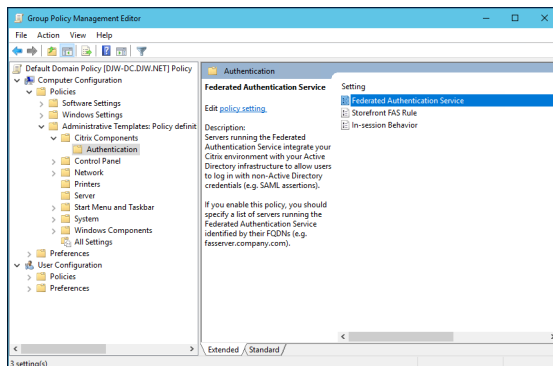 Group Policy Management Editor
File Action View Help
Default Domain Policy [DJW-DC.DJW.NET] Policy
Computer Configuration
Policies
Software Settings
Windows Settings
Administrative Templates: Policy definit
Citrix Components
Authentication
Control Panel
Network
Printers
Server
Start Menu and Taskbar
System
Windows Components
All Settings
Preferences
User Configuration
Policies
Preferences
Authentication
Federated Authentication Service
Edit policy setting.
Description:
Servers running the Federated
Authentication Service integrate your
Citrix environment with your Active
Directory infrastructure to allow users
to log in with non-Active Directory
credentials (e.g. SAML assertions).
If you enable this policy, you should
specify a list of servers running the
Federated Authentication Service
identified by their FQDNs (e.g.
fasserver.company.com).
Setting
Federated Authentication Service
Storefront FAS Rule
In-session Behavior
Extended Standard
3 setting(s)